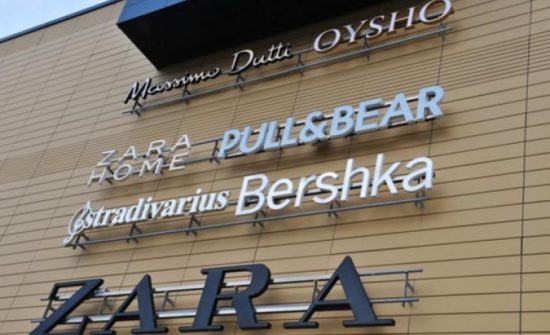 Massimo Dutti OYSHO
ZARA HOME PULL&BEAR
stradivarius Bershka
ZARA